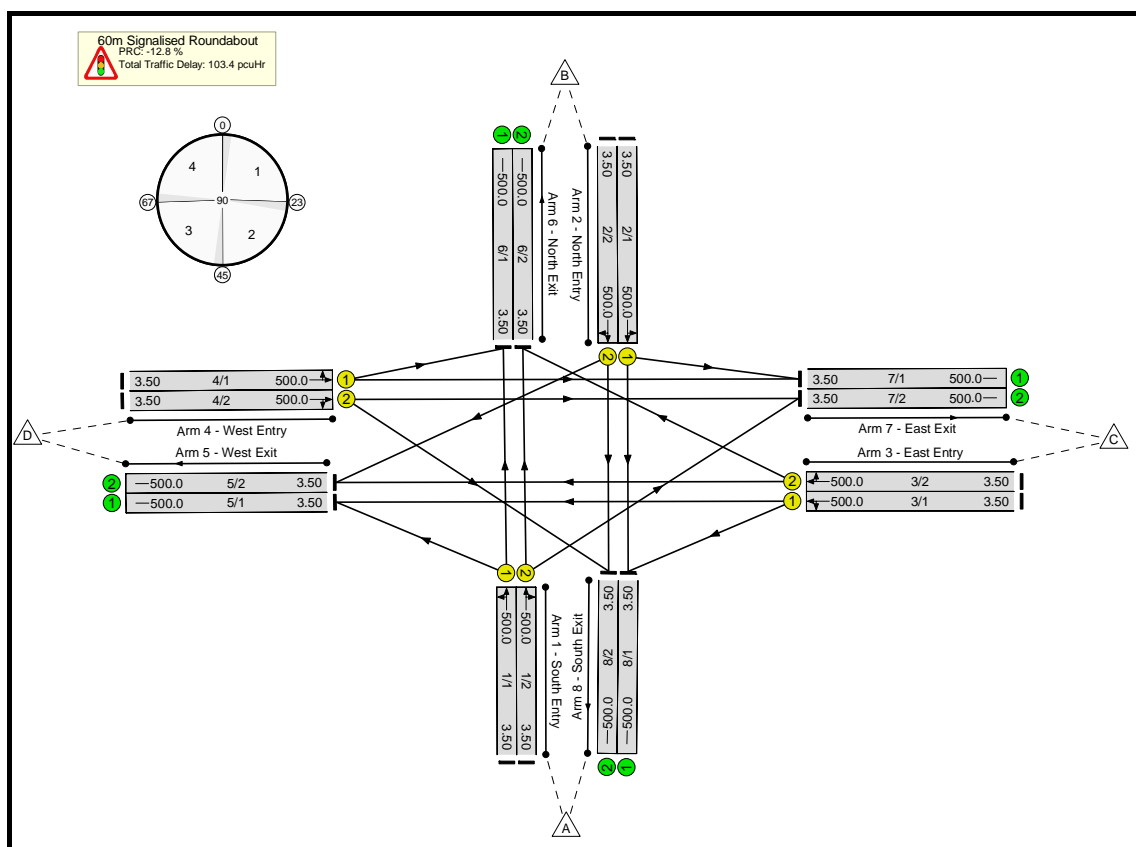 60m Signalised Roundabout
PRC: -12.8 %
Total Traffic Delay: 103.4 pcuHr
B
0
4
1
67
90
23
3
2
45
1
2
500.0
500.0
6/1
6/2
3.50
3.50
Arm 6 - North Exit
Arm 2 - North Entry
3.50
3.50
2/2
2/1
500.0
500.0
2
1
3.50 4/1 500.0
1
3.50 4/2 500.0
2
Arm 4 - West Entry
D
Arm 5 - West Exit
2
500.0 5/2 3.50
1
500.0 5/1 3.50
3.50 7/1 500.0
1
3.50 7/2 500.0
2
Arm 7 - East Exit
C
Arm 3 - East Entry
2
500.0 3/2 3.50
1
500.0 3/1 3.50
1
2
500.0
500.0
1/1
1/2
3.50
3.50
Arm 1 - South Entry
Arm 8 - South Exit
3.50
3.50
8/2
8/1
500.0
500.0
2
1
A